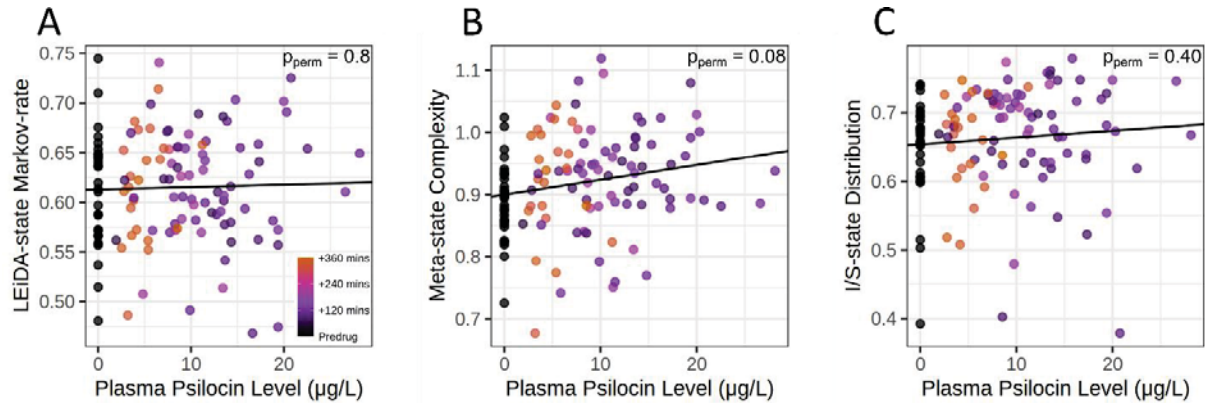 A
B
C
p_perm = 0.8
p_perm = 0.08
p_perm = 0.40
LEiDA-state Markov-rate
0.75
0.70
0.65
0.60
0.55
0.50
+360 mins
+240 mins
+120 mins
Predrug
0
10
20
Plasma Psilocin Level (µg/L)
Meta-state Complexity
1.1
1.0
0.9
0.8
0.7
0
10
20
Plasma Psilocin Level (µg/L)
I/S-state Distribution
0.7
0.6
0.5
0.4
0
10
20
Plasma Psilocin Level (µg/L)